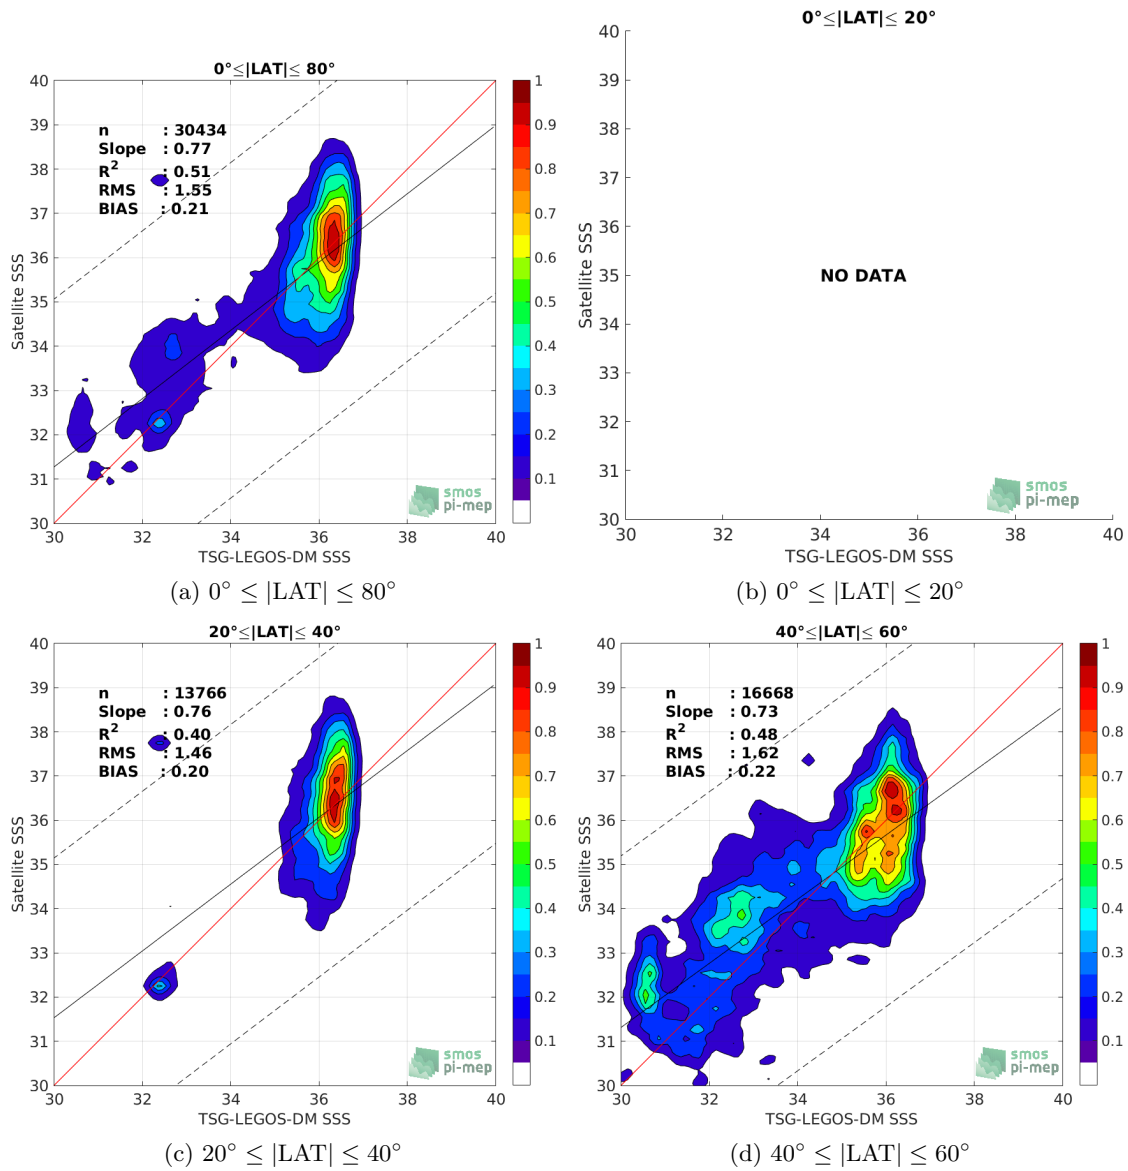 0°≤|LAT|≤ 80°
n : 30434
Slope : 0.77
R2 : 0.51
RMS : 1.55
BIAS : 0.21
Satellite SSS
40
39
38
37
36
35
34
33
32
31
30
30 32 34 36 38 40
TSG-LEGOS-DM SSS
1
0.9
0.8
0.7
0.6
0.5
0.4
0.3
0.2
0.1
smos
pi-mep
(a) 0° ≤ |LAT| ≤ 80°
0°≤|LAT|≤ 20°
Satellite SSS
40
39
38
37
36
35
34
33
32
31
30
NO DATA
smos
pi-mep
30 32 34 36 38 40
TSG-LEGOS-DM SSS
(b) 0° ≤ |LAT| ≤ 20°
20°≤|LAT|≤ 40°
n : 13766
Slope : 0.76
R2 : 0.40
RMS : 1.46
BIAS : 0.20
Satellite SSS
40
39
38
37
36
35
34
33
32
31
30
30 32 34 36 38 40
TSG-LEGOS-DM SSS
1
0.9
0.8
0.7
0.6
0.5
0.4
0.3
0.2
0.1
smos
pi-mep
(c) 20° ≤ |LAT| ≤ 40°
40°≤|LAT|≤ 60°
n : 16668
Slope : 0.73
R2 : 0.48
RMS : 1.62
BIAS : 0.22
Satellite SSS
40
39
38
37
36
35
34
33
32
31
30
30 32 34 36 38 40
TSG-LEGOS-DM SSS
1
0.9
0.8
0.7
0.6
0.5
0.4
0.3
0.2
0.1
smos
pi-mep
(d) 40° ≤ |LAT| ≤ 60°